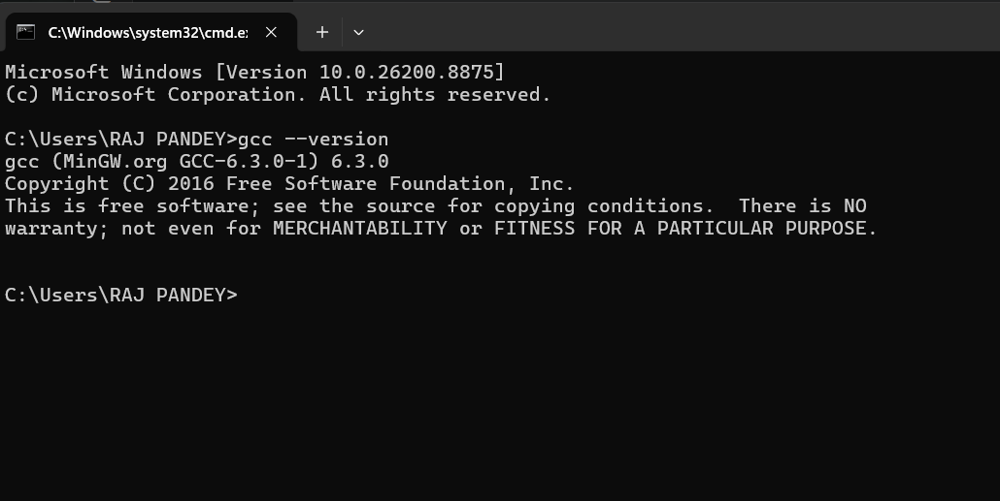 C:\Windows\system32\cmd.e
Microsoft Windows [Version 10.0.26200.8875]
(c) Microsoft Corporation. All rights reserved.
C:\Users\RAJ PANDEY>gcc --version
gcc (MinGW.org GCC-6.3.0-1) 6.3.0
Copyright (C) 2016 Free Software Foundation, Inc.
This is free software; see the source for copying conditions.  There is NO
warranty; not even for MERCHANTABILITY or FITNESS FOR A PARTICULAR PURPOSE.
C:\Users\RAJ PANDEY>